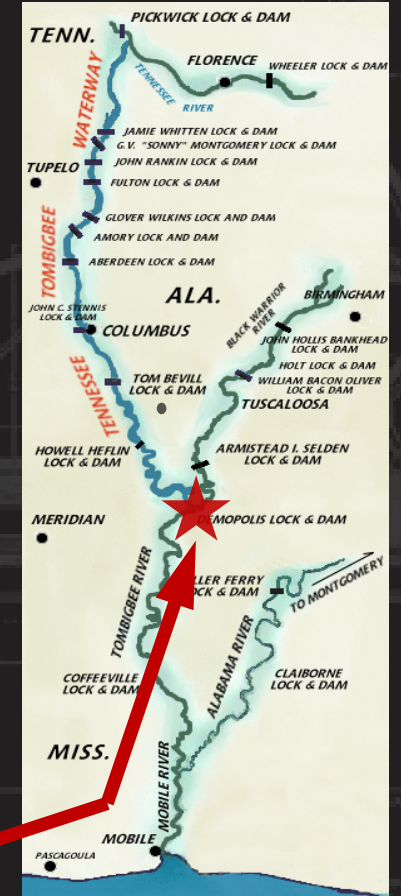 PICKWICK LOCK & DAM
TENN.
FLORENCE
WHEELER LOCK & DAM
TENNESSEE
RIVER
WATERWAY
JAMIE WHITTEN LOCK & DAM
G.V. "SONNY" MONTGOMERY LOCK & DAM
JOHN RANKIN LOCK & DAM
TUPELO
FULTON LOCK & DAM
GLOVER WILKINS LOCK AND DAM
AMORY LOCK AND DAM
TOMBIGBEE
ABERDEEN LOCK & DAM
ALA.
BLACK WARRIOR
RIVER
BIRMINGHAM
JOHN C. STENNIS
LOCK & DAM
COLUMBUS
JOHN HOLLIS BANKHEAD
LOCK & DAM
HOLT LOCK & DAM
WILLIAM BACON OLIVER
LOCK & DAM
TENNESSEE
TOM BEVILL
LOCK & DAM
TUSCALOOSA
HOWELL HEFLIN
LOCK & DAM
ARMISTEAD I. SELDEN
LOCK & DAM
MERIDIAN
DEMOPOLIS LOCK & DAM
TOMBIGBEE RIVER
LLER FERRY
LOCK & DAM
TO MONTGOMERY
ALABAMA RIVER
COFFEEVILLE
LOCK & DAM
CLAIBORNE
LOCK & DAM
MISS.
MOBILE RIVER
MOBILE
PASCAGOULA